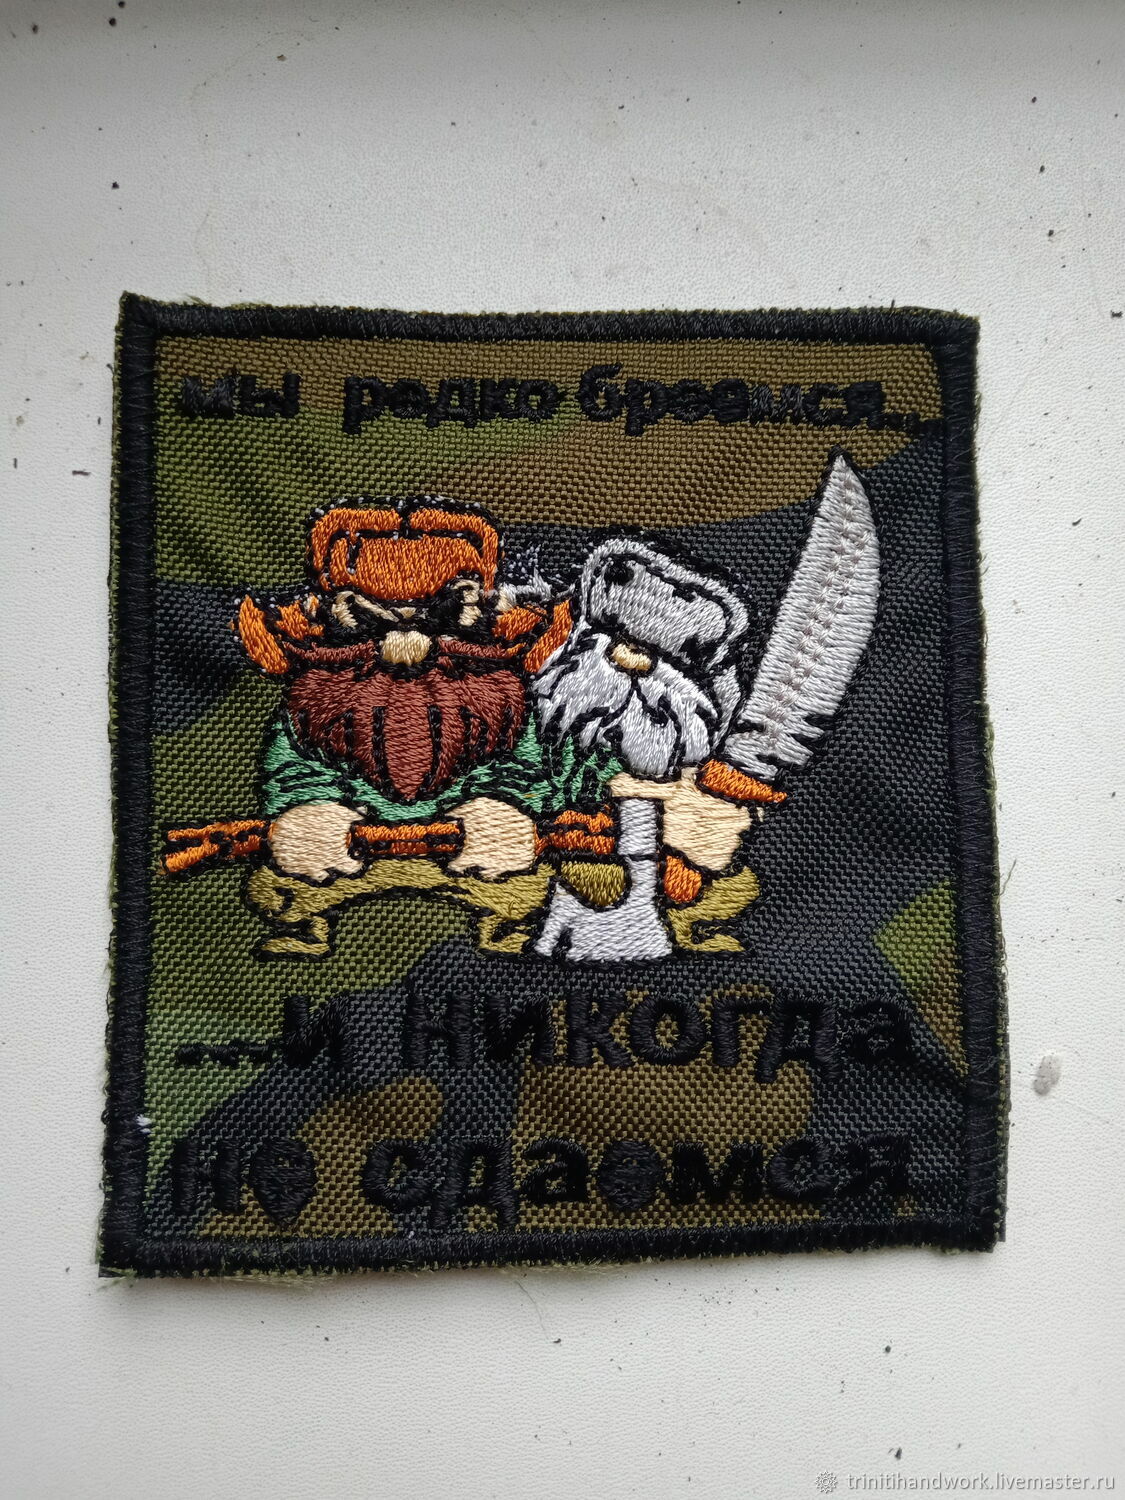 мы редко бреемся,..
...и никогда
не сдаемся
trinitihandwork.livemaster.ru